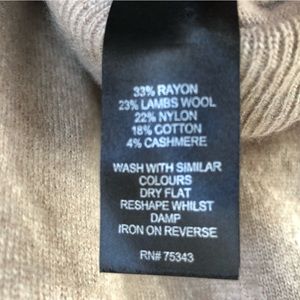 33% RAYON
23% LAMBS WOOL
22% NYLON
18% COTTON
4% CASHMERE
WASH WITH SIMILAR
COLOURS
DRY FLAT
RESHAPE WHILST
DAMP
IRON ON REVERSE
RN# 75343